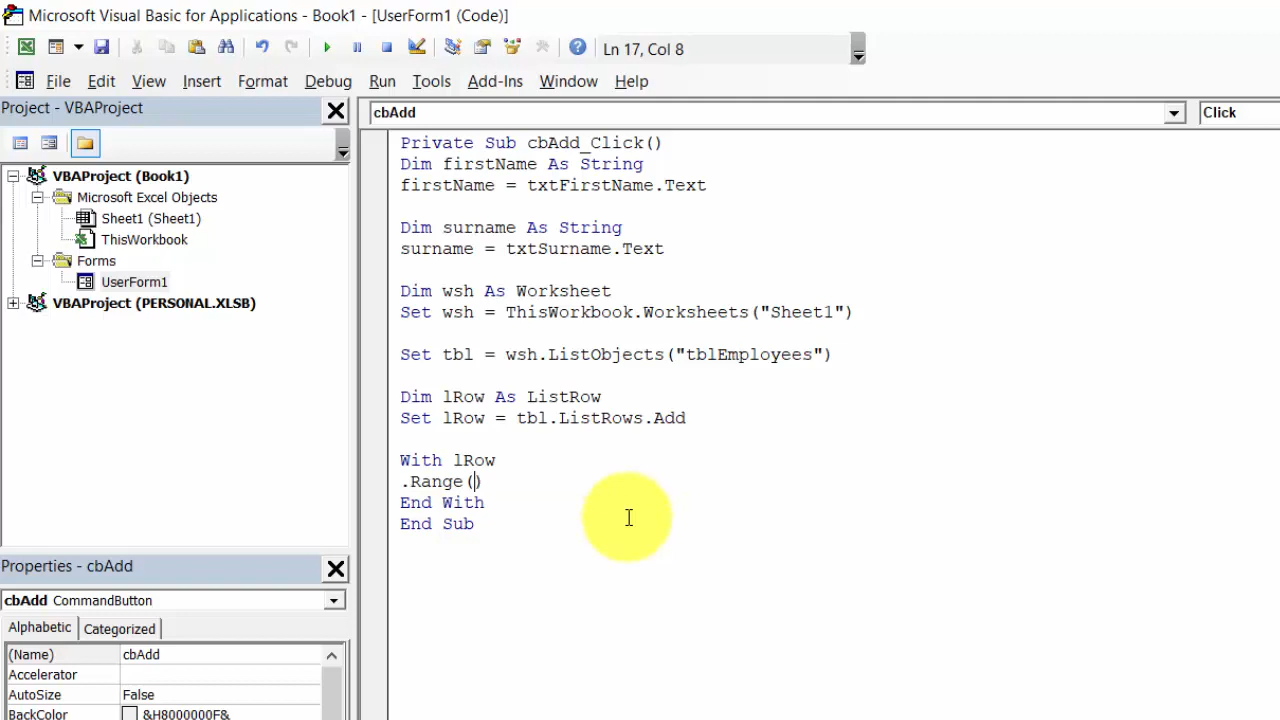 Microsoft Visual Basic for Applications - Book1 - [UserForm1 (Code)]
Ln 17, Col 8
File Edit View Insert Format Debug Run Tools Add-Ins Window Help
Project - VBAProject
VBAProject (Book1)
Microsoft Excel Objects
Sheet1 (Sheet1)
ThisWorkbook
Forms
UserForm1
VBAProject (PERSONAL.XLSB)
Properties - cbAdd
cbAdd CommandButton
Alphabetic Categorized
(Name) cbAdd
Accelerator
AutoSize False
BackColor &H8000000F&
cbAdd Click
Private Sub cbAdd_Click()
Dim firstName As String
firstName = txtFirstName.Text
Dim surname As String
surname = txtSurname.Text
Dim wsh As Worksheet
Set wsh = ThisWorkbook.Worksheets("Sheet1")
Set tbl = wsh.ListObjects("tblEmployees")
Dim lRow As ListRow
Set lRow = tbl.ListRows.Add
With lRow
.Range()
End With
End Sub